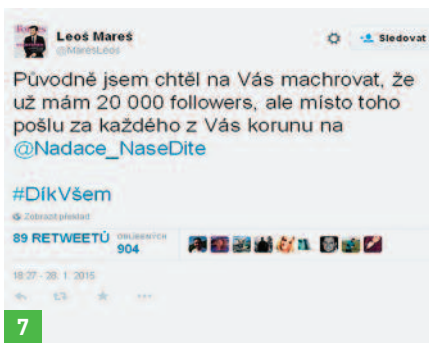 Leoš Mareš
@MaresLeos
Sledovat
Původně jsem chtěl na Vás machrovat, že
už mám 20 000 followers, ale místo toho
pošlu za každého z Vás korunu na
@Nadace_NaseDite
#DíkVšem
Zobrazit překlad
89 RETWEETŮ OBLÍBENÝCH
904
18:27 - 28. 1. 2015
7